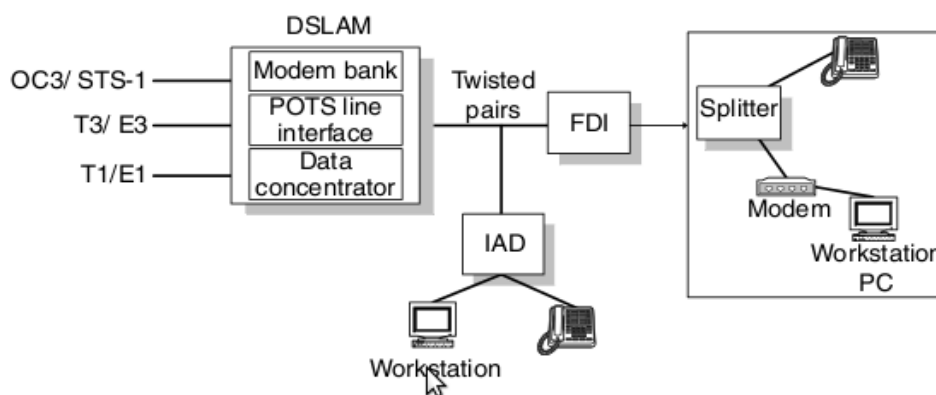 DSLAM
OC3/ STS-1
T3/ E3
T1/E1
Modem bank
POTS line
interface
Data
concentrator
Twisted
pairs
FDI
IAD
Workstation
Splitter
Modem
Workstation
PC